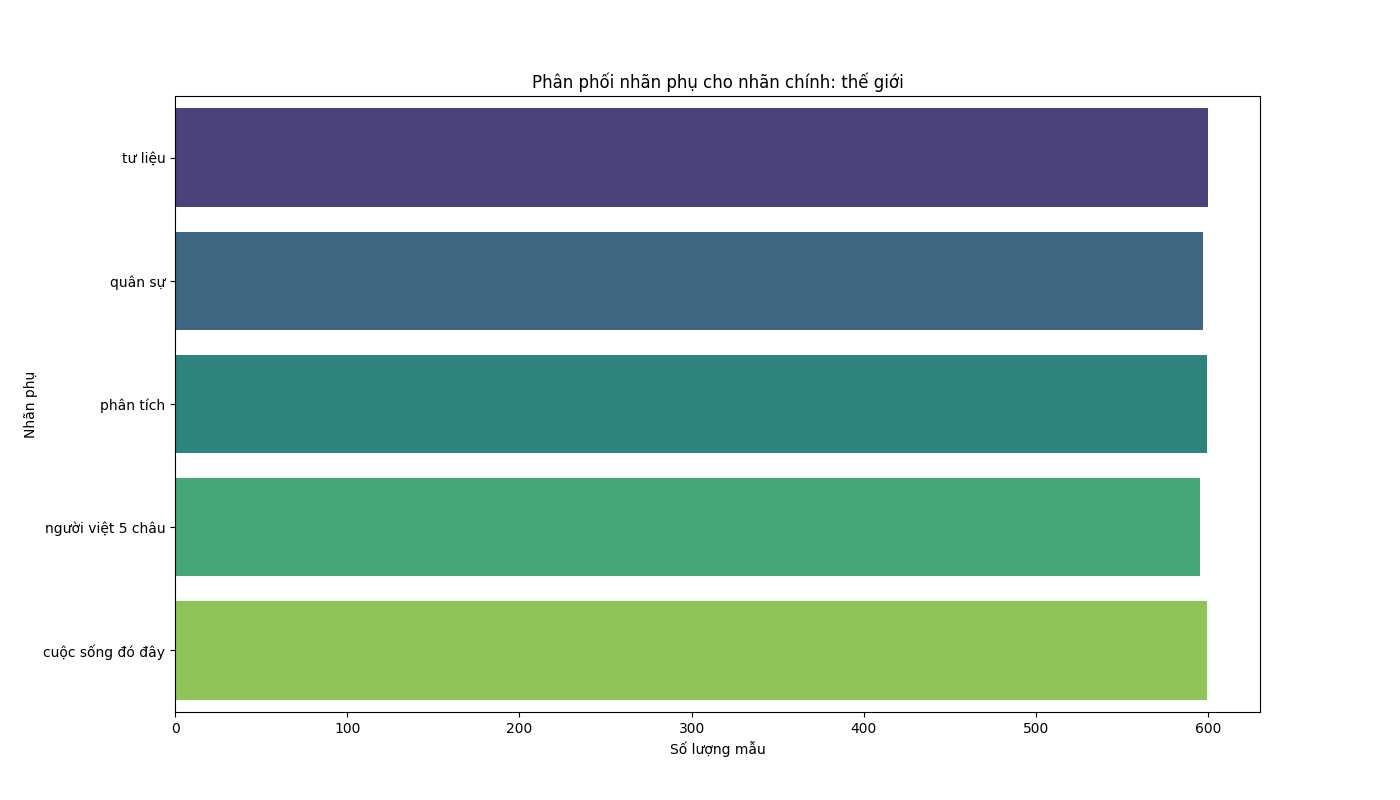 Phân phối nhãn phụ cho nhãn chính: thế giới
Nhãn phụ
tư liệu
quân sự
phân tích
người việt 5 châu
cuộc sống đó đây
0 100 200 300 400 500 600
Số lượng mẫu